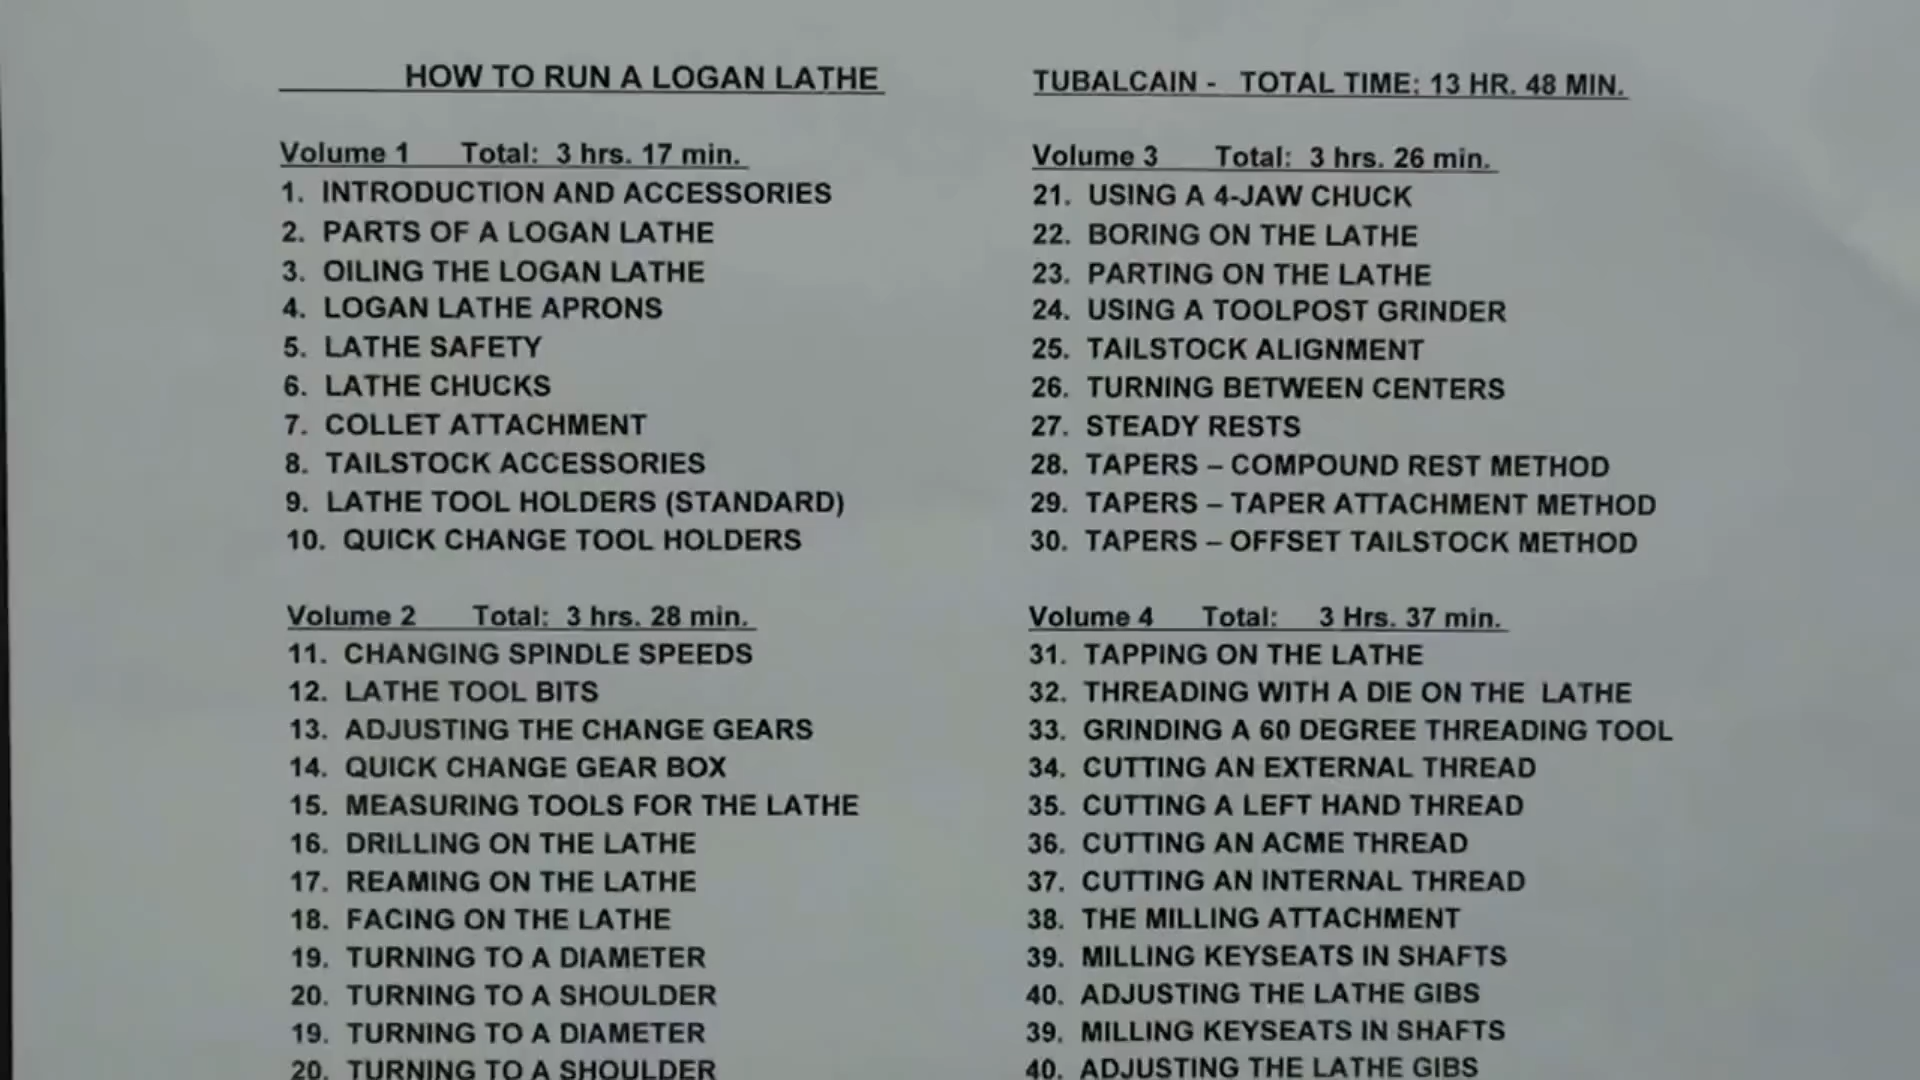 HOW TO RUN A LOGAN LATHE
Volume 1 Total: 3 hrs. 17 min.
1. INTRODUCTION AND ACCESSORIES
2. PARTS OF A LOGAN LATHE
3. OILING THE LOGAN LATHE
4. LOGAN LATHE APRONS
5. LATHE SAFETY
6. LATHE CHUCKS
7. COLLET ATTACHMENT
8. TAILSTOCK ACCESSORIES
9. LATHE TOOL HOLDERS (STANDARD)
10. QUICK CHANGE TOOL HOLDERS
Volume 2 Total: 3 hrs. 28 min.
11. CHANGING SPINDLE SPEEDS
12. LATHE TOOL BITS
13. ADJUSTING THE CHANGE GEARS
14. QUICK CHANGE GEAR BOX
15. MEASURING TOOLS FOR THE LATHE
16. DRILLING ON THE LATHE
17. REAMING ON THE LATHE
18. FACING ON THE LATHE
19. TURNING TO A DIAMETER
20. TURNING TO A SHOULDER
19. TURNING TO A DIAMETER
20. TURNING TO A SHOULDER
TUBALCAIN - TOTAL TIME: 13 HR. 48 MIN.
Volume 3 Total: 3 hrs. 26 min.
21. USING A 4-JAW CHUCK
22. BORING ON THE LATHE
23. PARTING ON THE LATHE
24. USING A TOOLPOST GRINDER
25. TAILSTOCK ALIGNMENT
26. TURNING BETWEEN CENTERS
27. STEADY RESTS
28. TAPERS – COMPOUND REST METHOD
29. TAPERS – TAPER ATTACHMENT METHOD
30. TAPERS – OFFSET TAILSTOCK METHOD
Volume 4 Total: 3 Hrs. 37 min.
31. TAPPING ON THE LATHE
32. THREADING WITH A DIE ON THE LATHE
33. GRINDING A 60 DEGREE THREADING TOOL
34. CUTTING AN EXTERNAL THREAD
35. CUTTING A LEFT HAND THREAD
36. CUTTING AN ACME THREAD
37. CUTTING AN INTERNAL THREAD
38. THE MILLING ATTACHMENT
39. MILLING KEYSEATS IN SHAFTS
40. ADJUSTING THE LATHE GIBS
39. MILLING KEYSEATS IN SHAFTS
40. ADJUSTING THE LATHE GIBS